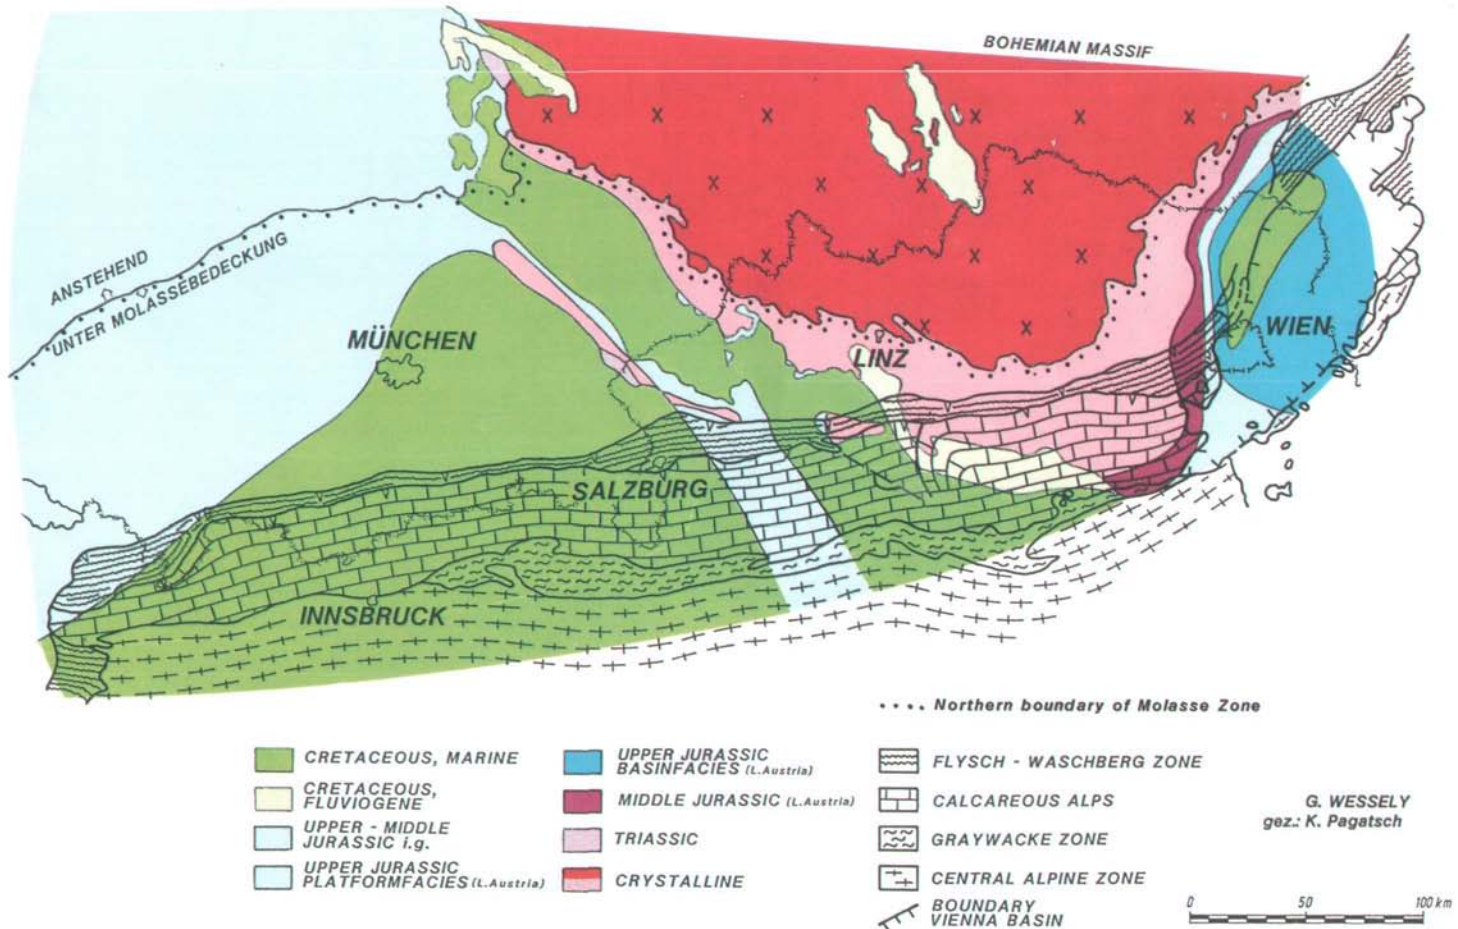 BOHEMIAN MASSIF
ANSTEHEND
UNTER MOLASSEBEDECKUNG
MÜNCHEN
LINZ
WIEN
SALZBURG
INNSBRUCK
Northern boundary of Molasse Zone
CRETACEOUS, MARINE
CRETACEOUS,
FLUVIOGENE
UPPER - MIDDLE
JURASSIC i.g.
UPPER JURASSIC
PLATFORMFACIES (L.Austria)
UPPER JURASSIC
BASINFACIES (L.Austria)
MIDDLE JURASSIC (L.Austria)
TRIASSIC
CRYSTALLINE
FLYSCH - WASCHBERG ZONE
CALCAREOUS ALPS
GRAYWACKE ZONE
CENTRAL ALPINE ZONE
BOUNDARY
VIENNA BASIN
G. WESSELY
gez.: K. Pagatsch
0 50 100 km